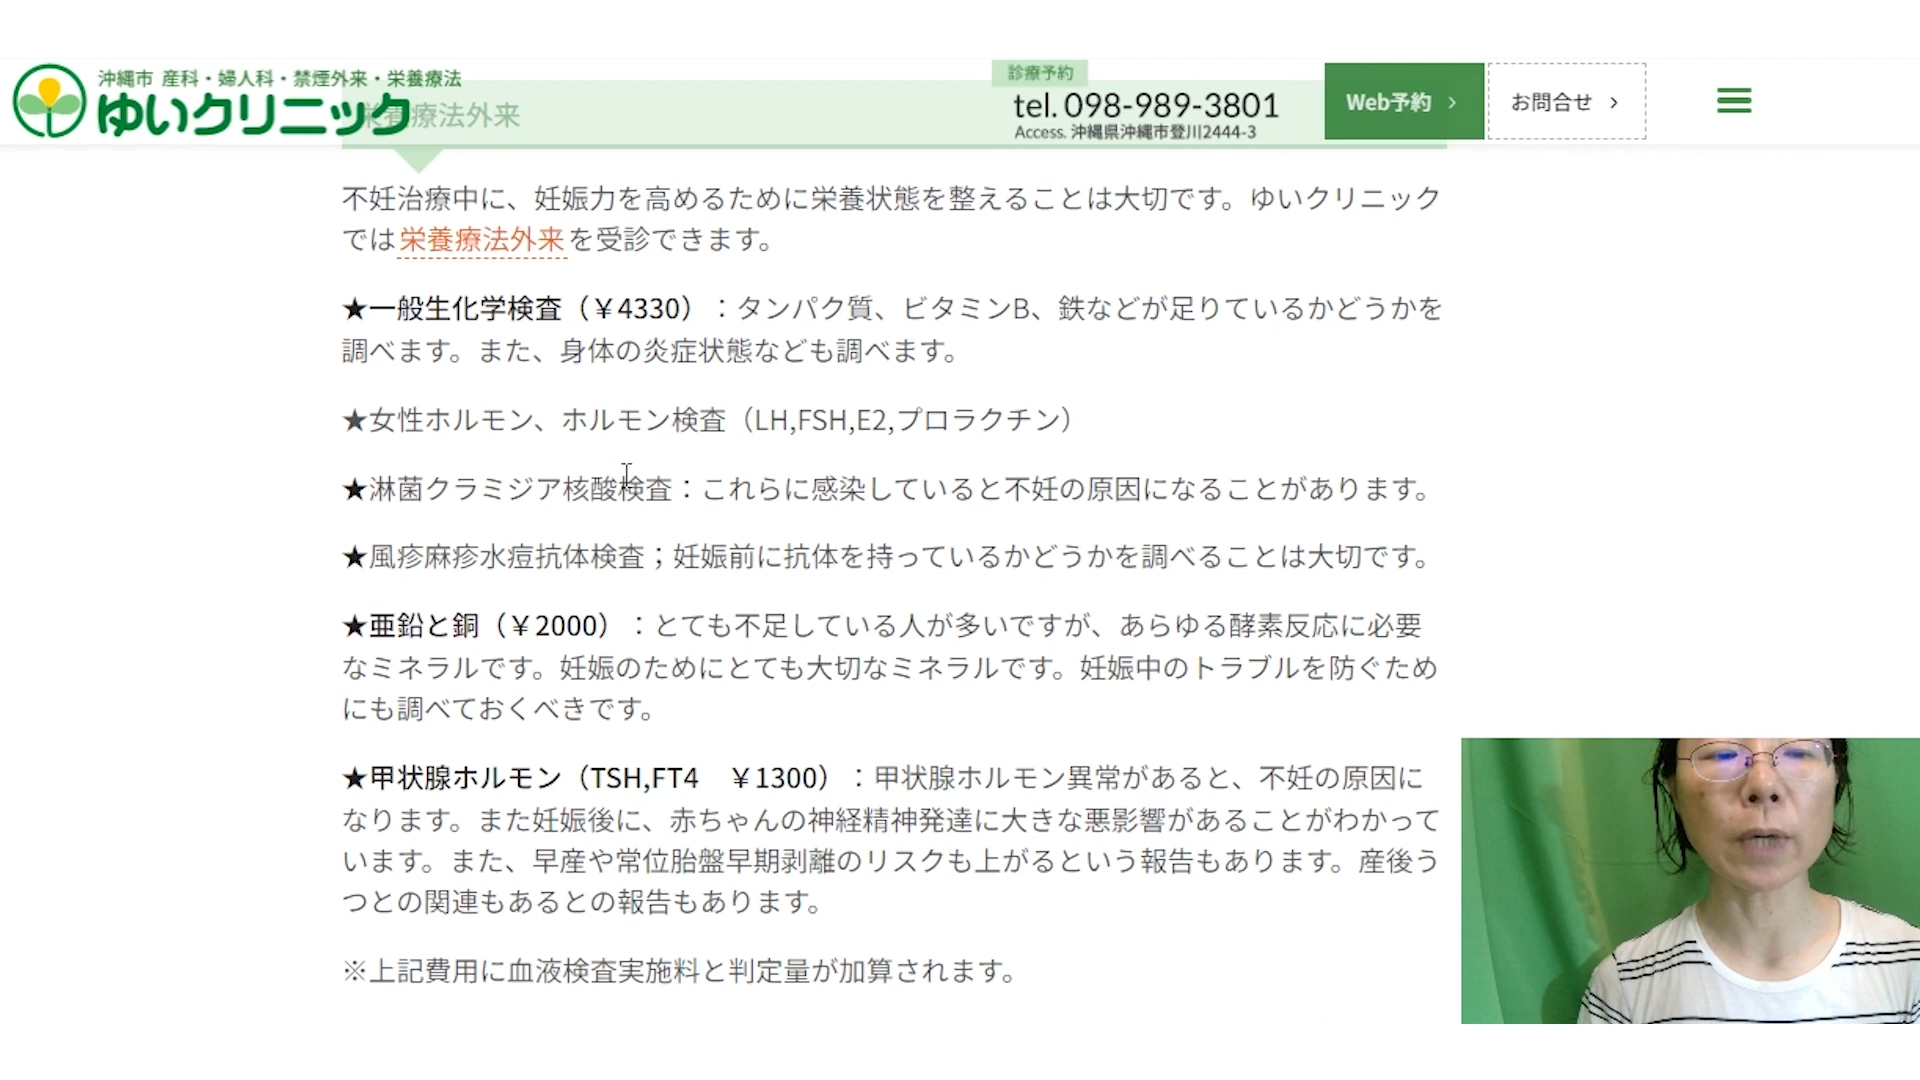 沖縄市 産科・婦人科・禁煙外来・栄養療法
ゆいクリニック
栄養療法外来
診療予約
tel. 098-989-3801
Access. 沖縄県沖縄市登川2444-3
Web予約
お問合せ
不妊治療中に、妊娠力を高めるために栄養状態を整えることは大切です。ゆいクリニック
では栄養療法外来を受診できます。
★一般生化学検査（￥4330）：タンパク質、ビタミンB、鉄などが足りているかどうかを
調べます。また、身体の炎症状態なども調べます。
★女性ホルモン、ホルモン検査（LH,FSH,E2,プロラクチン）
★淋菌クラミジア核酸検査：これらに感染していると不妊の原因になることがあります。
★風疹麻疹水痘抗体検査；妊娠前に抗体を持っているかどうかを調べることは大切です。
★亜鉛と銅（￥2000）：とても不足している人が多いですが、あらゆる酵素反応に必要
なミネラルです。妊娠のためにとても大切なミネラルです。妊娠中のトラブルを防ぐため
にも調べておくべきです。
★甲状腺ホルモン（TSH,FT4　￥1300）：甲状腺ホルモン異常があると、不妊の原因に
なります。また妊娠後に、赤ちゃんの神経精神発達に大きな悪影響があることがわかって
います。また、早産や常位胎盤早期剥離のリスクも上がるという報告もあります。産後う
つとの関連もあるとの報告もあります。
※上記費用に血液検査実施料と判定量が加算されます。